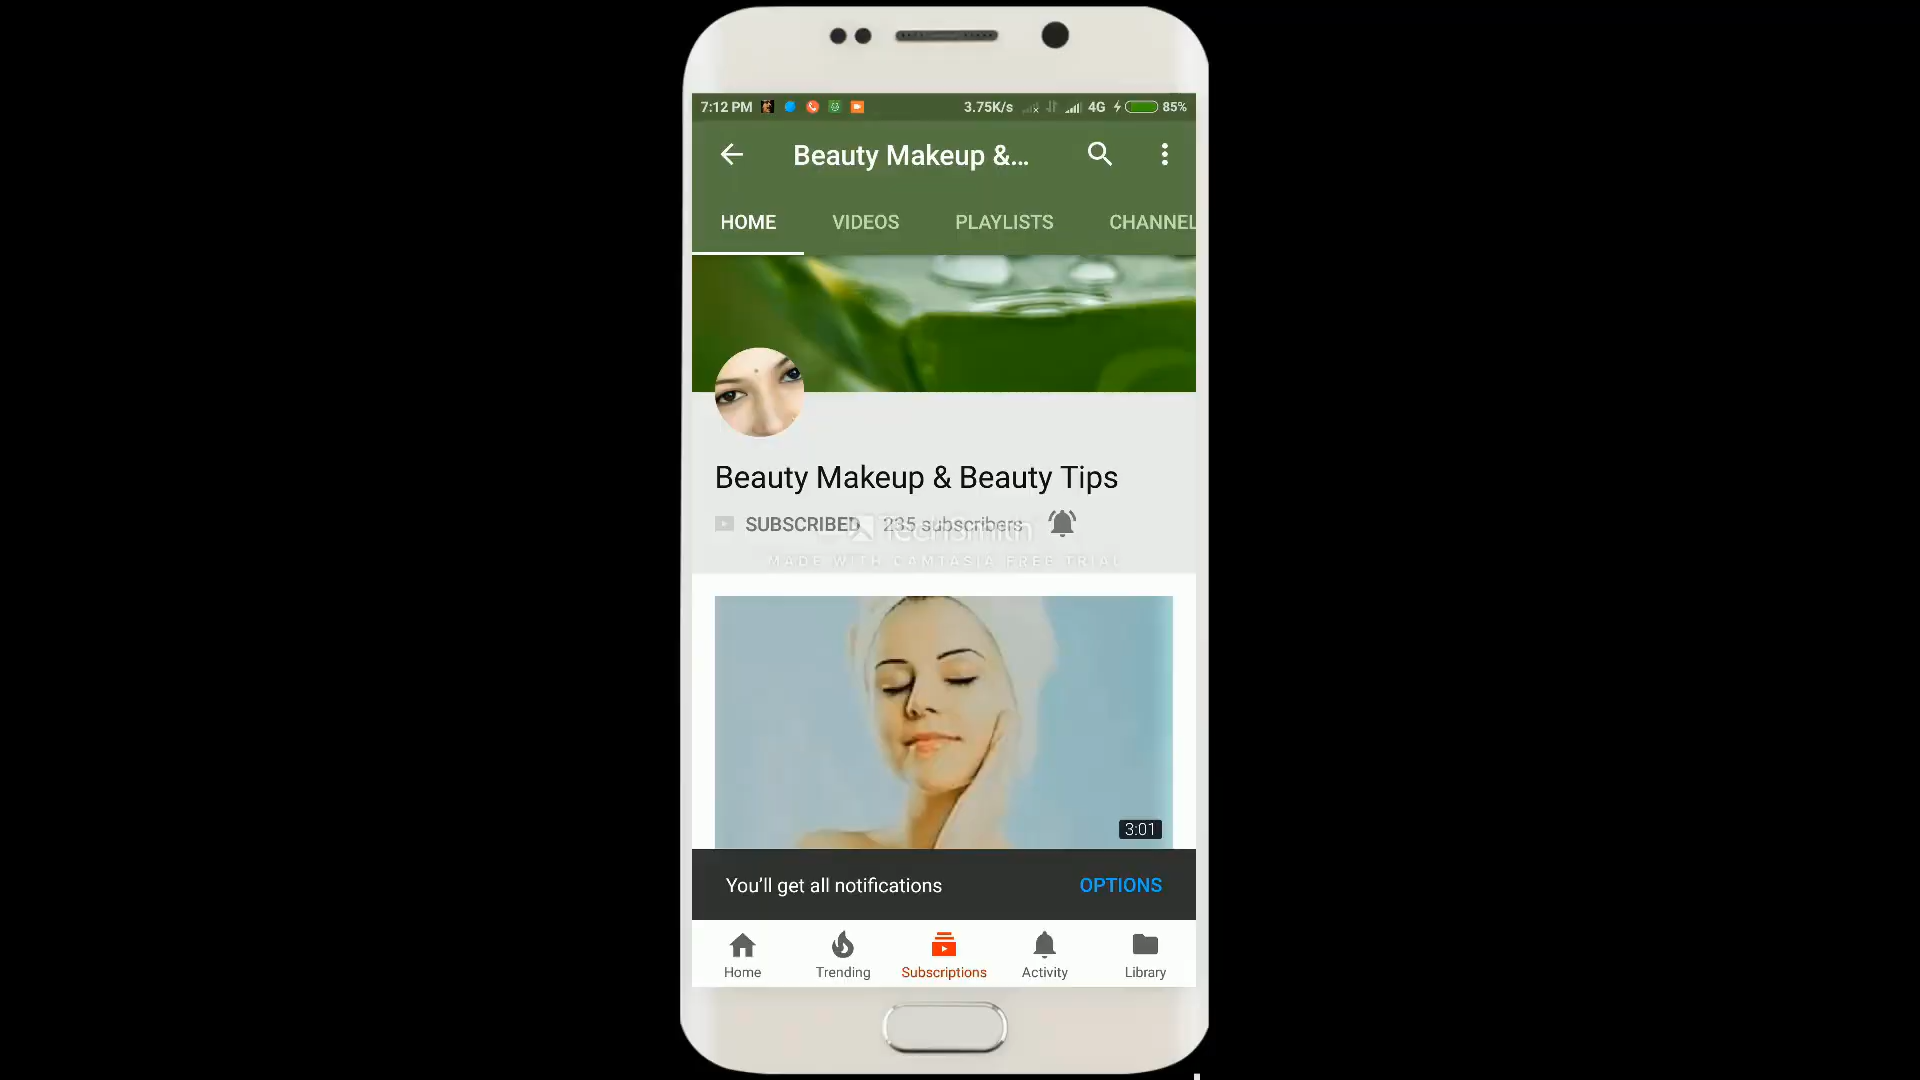 7:12 PM 3.75K/s 4G 85%
Beauty Makeup &...
HOME VIDEOS PLAYLISTS CHANNEL
Beauty Makeup & Beauty Tips
SUBSCRIBED 235 subscribers
TechSmith
MADE WITH CAMTASIA FREE TRIAL
3:01
You'll get all notifications OPTIONS
Home Trending Subscriptions Activity Library